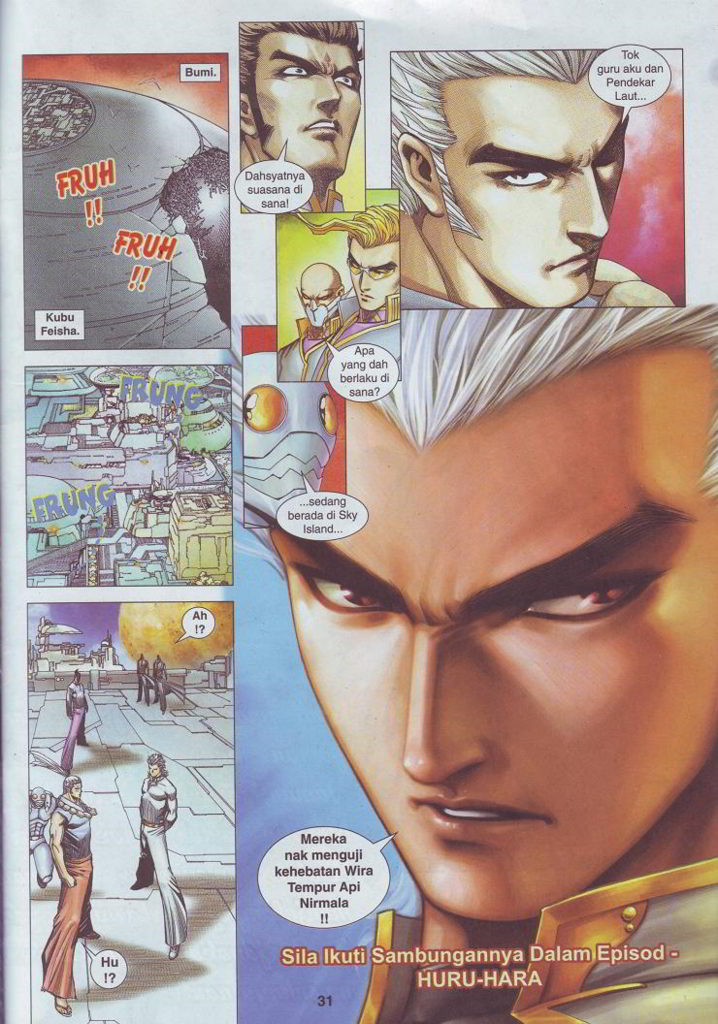 Bumi.
FRUH
!!
FRUH
!!
Kubu
Feisha.
Dahsyatnya
suasana di
sana!
Tok
guru aku dan
Pendekar
Laut...
Apa
yang dah
berlaku di
sana?
...sedang
berada di Sky
Island...
FRUNG
FRUNG
Ah
!?
Hu
!?
Mereka
nak menguji
kehebatan Wira
Tempur Api
Nirmala
!!
Sila Ikuti Sambungannya Dalam Episod -
HURU-HARA
31